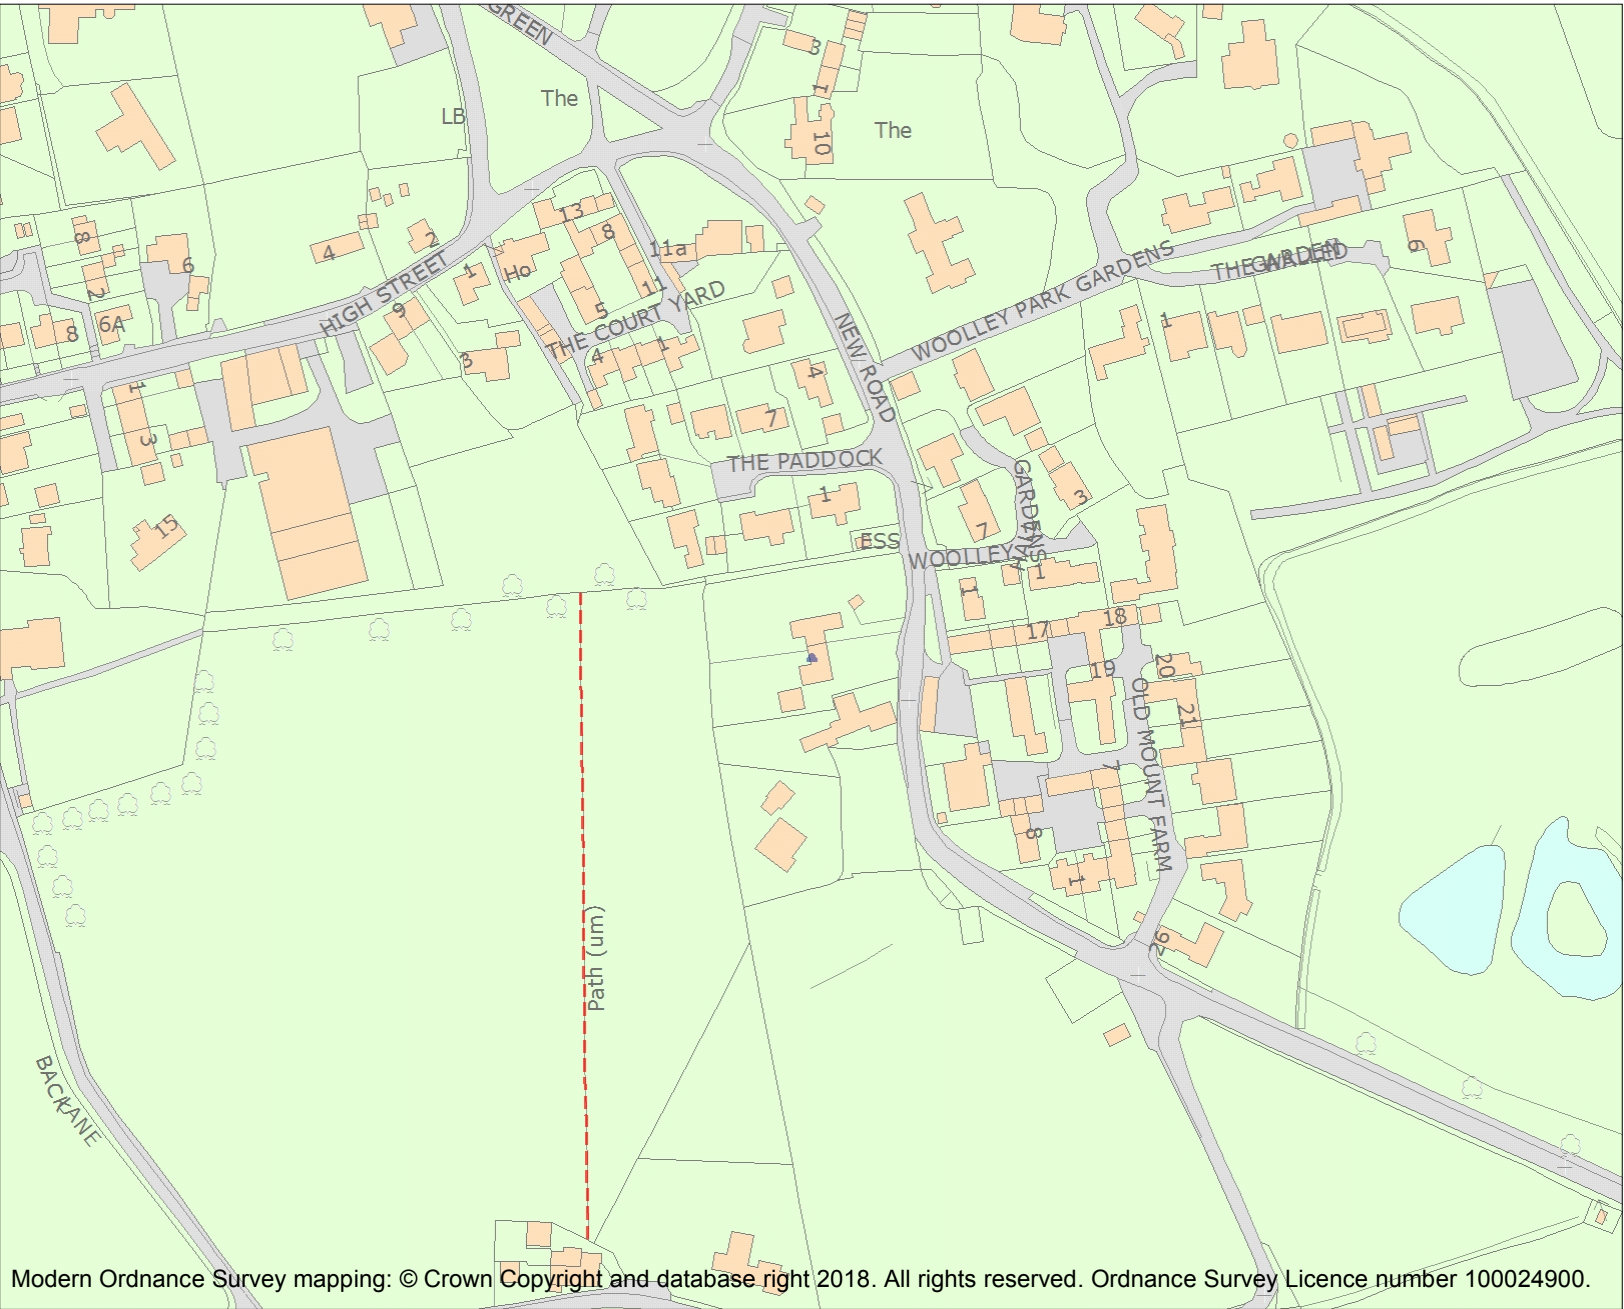 GREEN
The
LB
3
1
10
The
13
8
8
2
4
6
11a
Ho
1
11
5
2
HIGH STREET
9
THE COURT YARD
6A
8
3
4
1
NEW ROAD
WOOLLEY PARK GARDENS
THE WALLED
GARDEN
6
1
4
7
THE PADDOCK
1
3
1
ESS
15
7
3
WOOLLEY
GARDENS
1
1
17
18
19
20
21
OLD MOUNT FARM
7
8
1
26
Path (um)
BACK LANE
Modern Ordnance Survey mapping: © Crown Copyright and database right 2018. All rights reserved. Ordnance Survey Licence number 100024900.